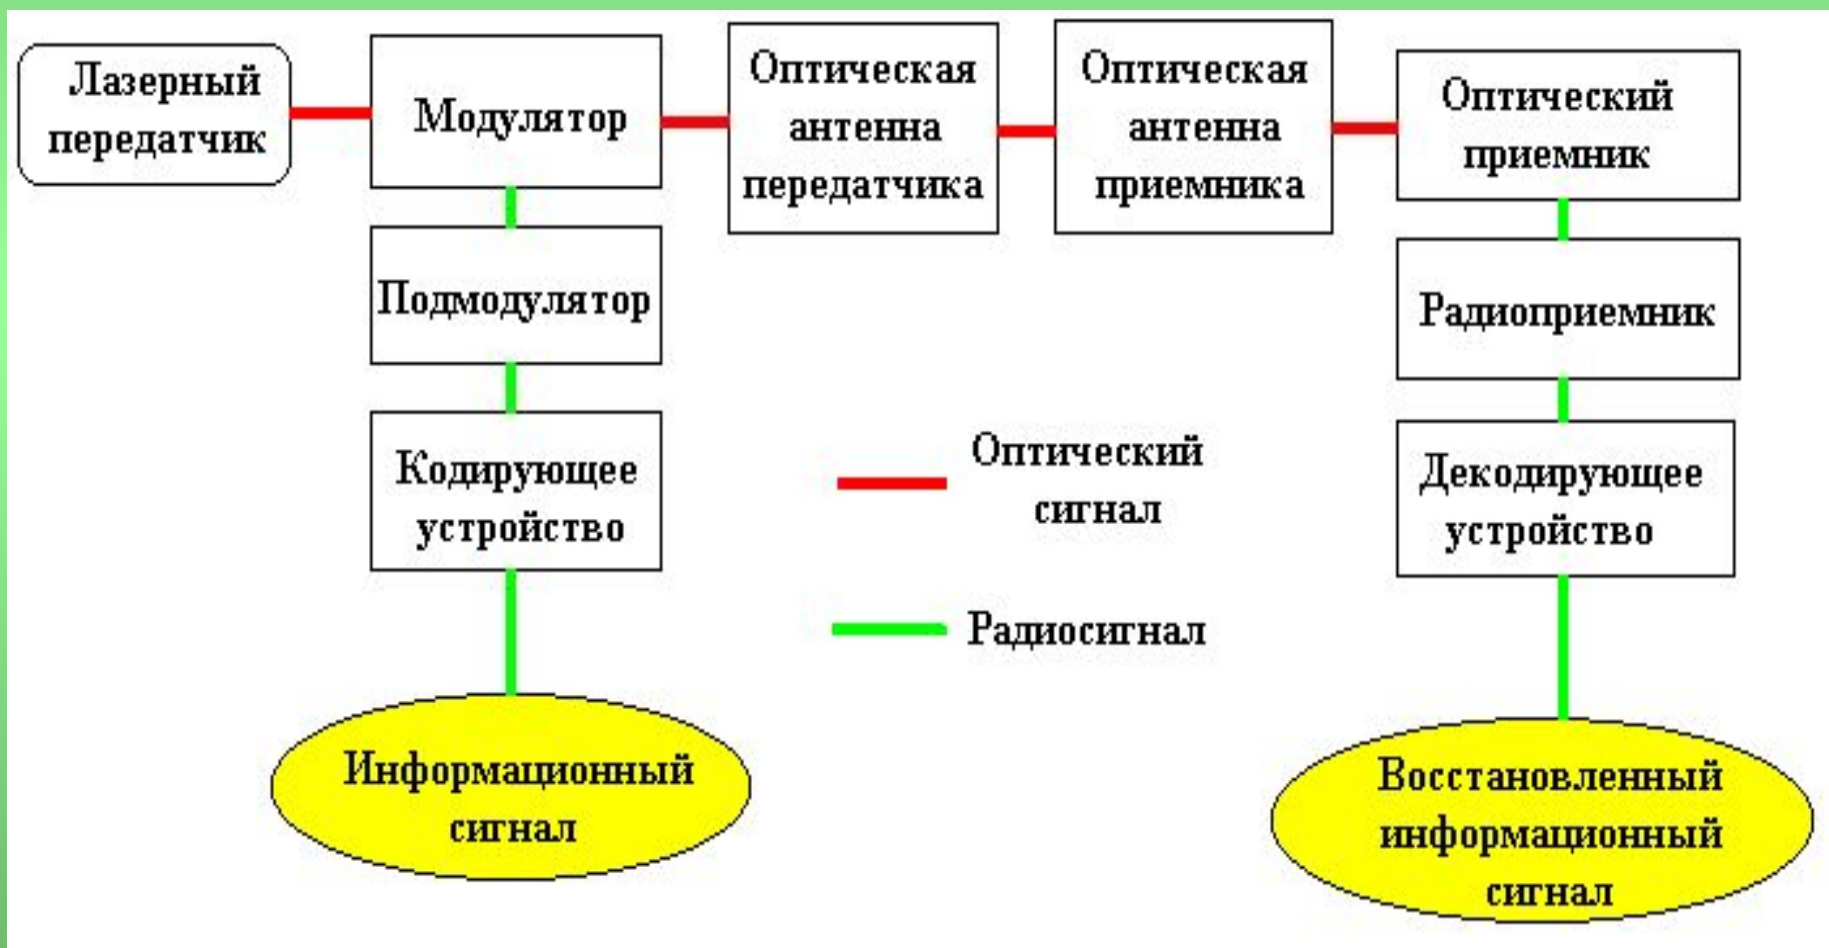 Лазерный
передатчик
Модулятор
Оптическая
антенна
передатчика
Оптическая
антенна
приемника
Оптический
приемник
Подмодулятор
Радиоприемник
Кодирующее
устройство
Оптический
сигнал
Декодирующее
устройство
Радиосигнал
Информационный
сигнал
Восстановленный
информационный
сигнал